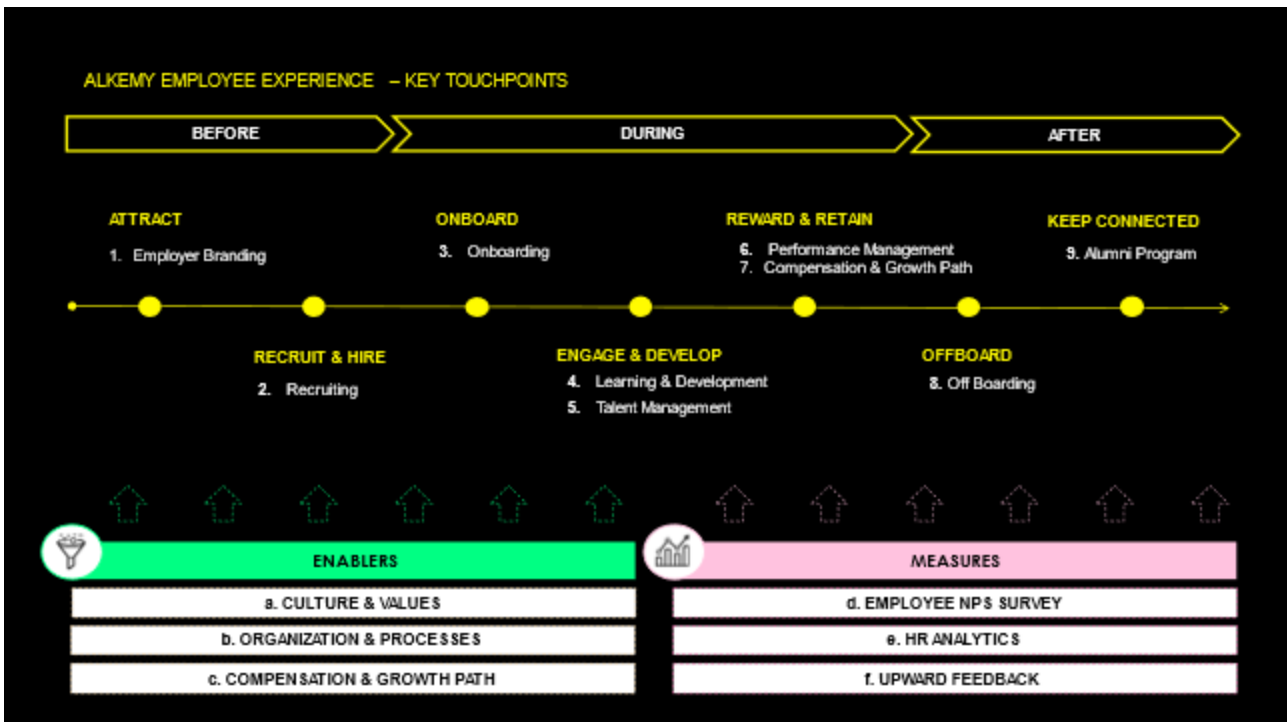 ALKEMY EMPLOYEE EXPERIENCE – KEY TOUCHPOINTS
BEFORE
DURING
AFTER
ATTRACT
1. Employer Branding
ONBOARD
3. Onboarding
REWARD & RETAIN
6. Performance Management
7. Compensation & Growth Path
KEEP CONNECTED
9. Alumni Program
RECRUIT & HIRE
2. Recruiting
ENGAGE & DEVELOP
4. Learning & Development
5. Talent Management
OFFBOARD
8. Off Boarding
ENABLERS
a. CULTURE & VALUES
b. ORGANIZATION & PROCESSES
c. COMPENSATION & GROWTH PATH
MEASURES
d. EMPLOYEE NPS SURVEY
e. HR ANALYTICS
f. UPWARD FEEDBACK